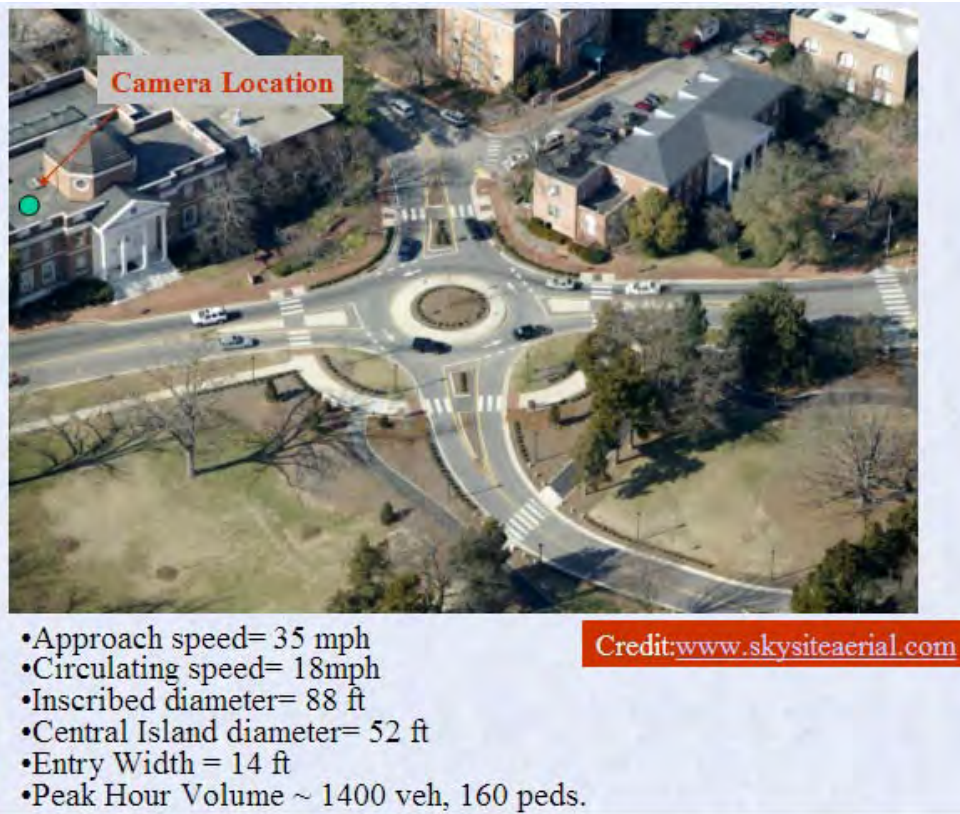 Camera Location
•Approach speed= 35 mph
Credit:www.skysiteaerial.com
•Circulating speed= 18mph
•Inscribed diameter= 88 ft
•Central Island diameter= 52 ft
•Entry Width = 14 ft
•Peak Hour Volume ~ 1400 veh, 160 peds.